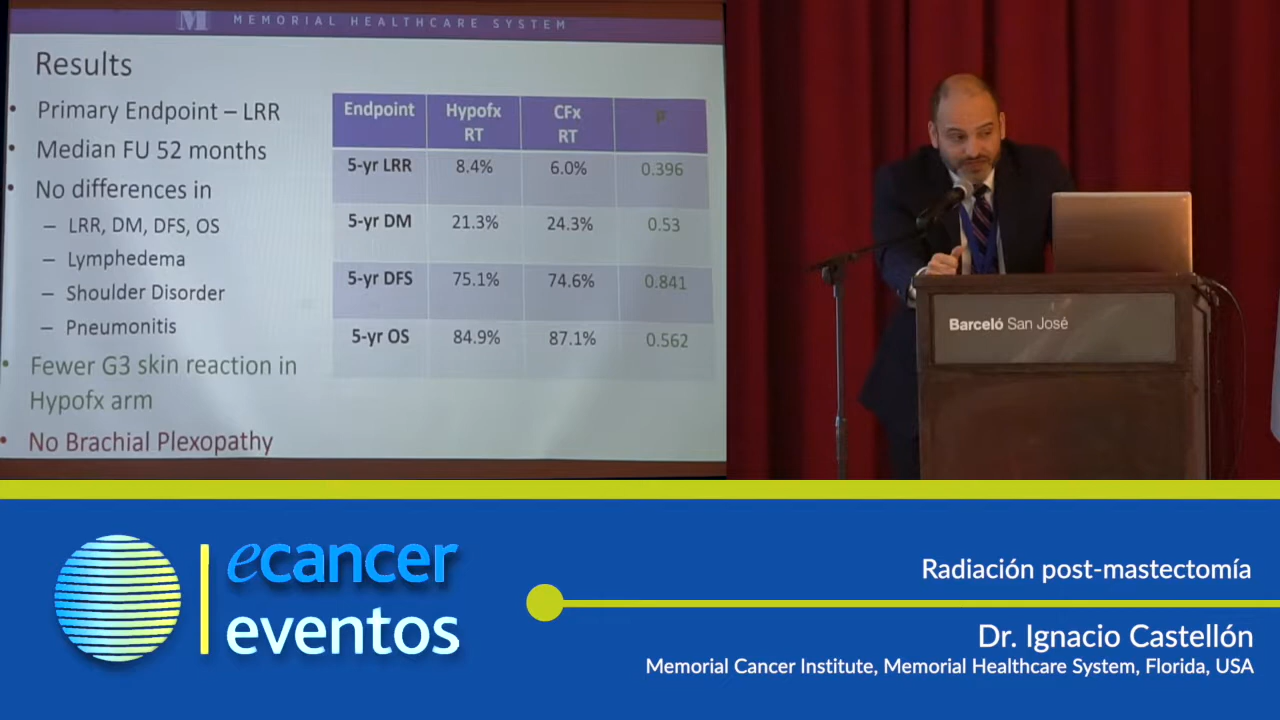 M MEMORIAL HEALTHCARE SYSTEM
Results
• Primary Endpoint – LRR
• Median FU 52 months
• No differences in
– LRR, DM, DFS, OS
– Lymphedema
– Shoulder Disorder
– Pneumonitis
• Fewer G3 skin reaction in
Hypofx arm
• No Brachial Plexopathy
Endpoint Hypofx RT CFx RT P
5-yr LRR 8.4% 6.0% 0.396
5-yr DM 21.3% 24.3% 0.53
5-yr DFS 75.1% 74.6% 0.841
5-yr OS 84.9% 87.1% 0.562
Barceló San José
ecancer
eventos
Radiación post-mastectomía
Dr. Ignacio Castellón
Memorial Cancer Institute, Memorial Healthcare System, Florida, USA